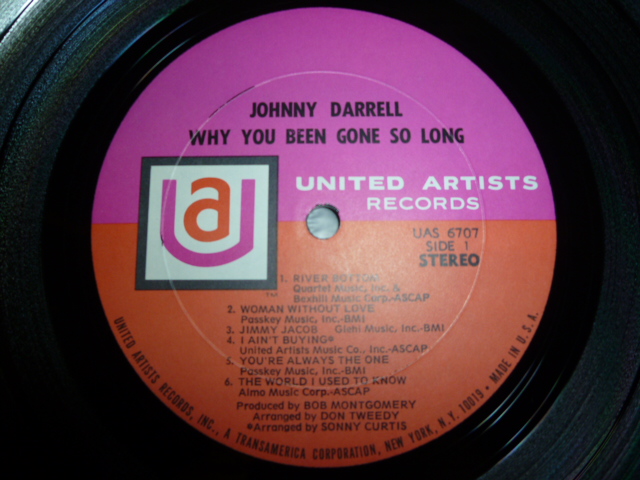 JOHNNY DARRELL
WHY YOU BEEN GONE SO LONG
ua
UNITED ARTISTS
RECORDS
UAS 6707
SIDE 1
STEREO
TM
1. RIVER BOTTOM
Quartet Music, Inc. &
Bexhill Music Corp.-ASCAP
2. WOMAN WITHOUT LOVE
Passkey Music, Inc.-BMI
3. JIMMY JACOB Glehi Music, Inc.-BMI
4. I AIN'T BUYING*
United Artists Music Co., Inc.-ASCAP
5. YOU'RE ALWAYS THE ONE
Passkey Music, Inc.-BMI
6. THE WORLD I USED TO KNOW
Almo Music Corp.-ASCAP
Produced by BOB MONTGOMERY
Arranged by DON TWEEDY
*Arranged by SONNY CURTIS
UNITED ARTISTS RECORDS, INC., A TRANSAMERICA CORPORATION, NEW YORK, N.Y. 10019 • MADE IN U.S.A.